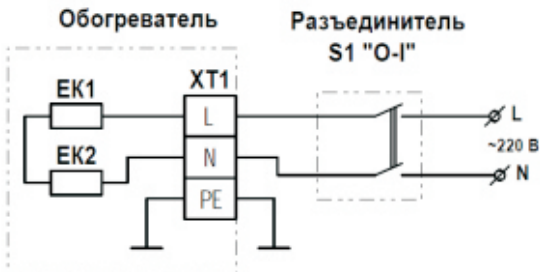 Обогреватель
Разъединитель
S1 "O-I"
EK1
XT1
L
L
~220 В
EK2
N
N
PE